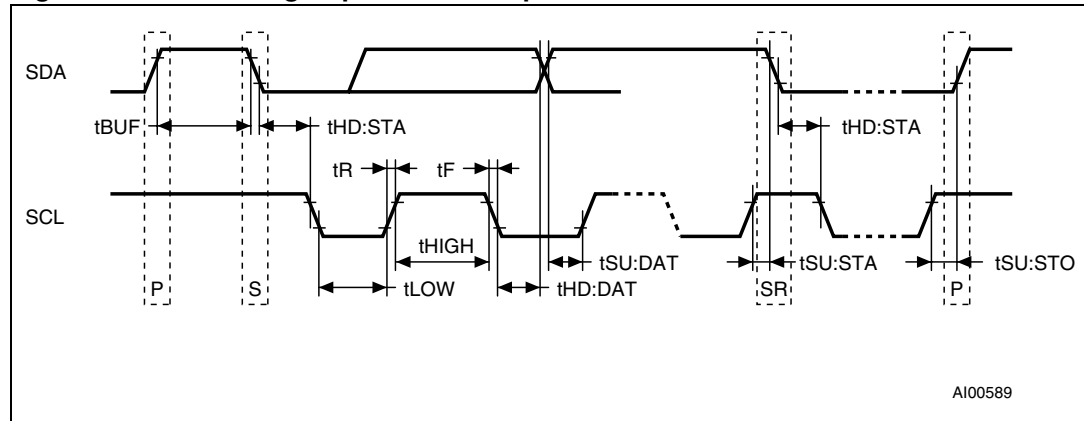 SDA
tBUF
tHD:STA
tHD:STA
tR
tF
SCL
tHIGH
tSU:DAT
tSU:STA
tSU:STO
P
S
tLOW
tHD:DAT
SR
P
AI00589